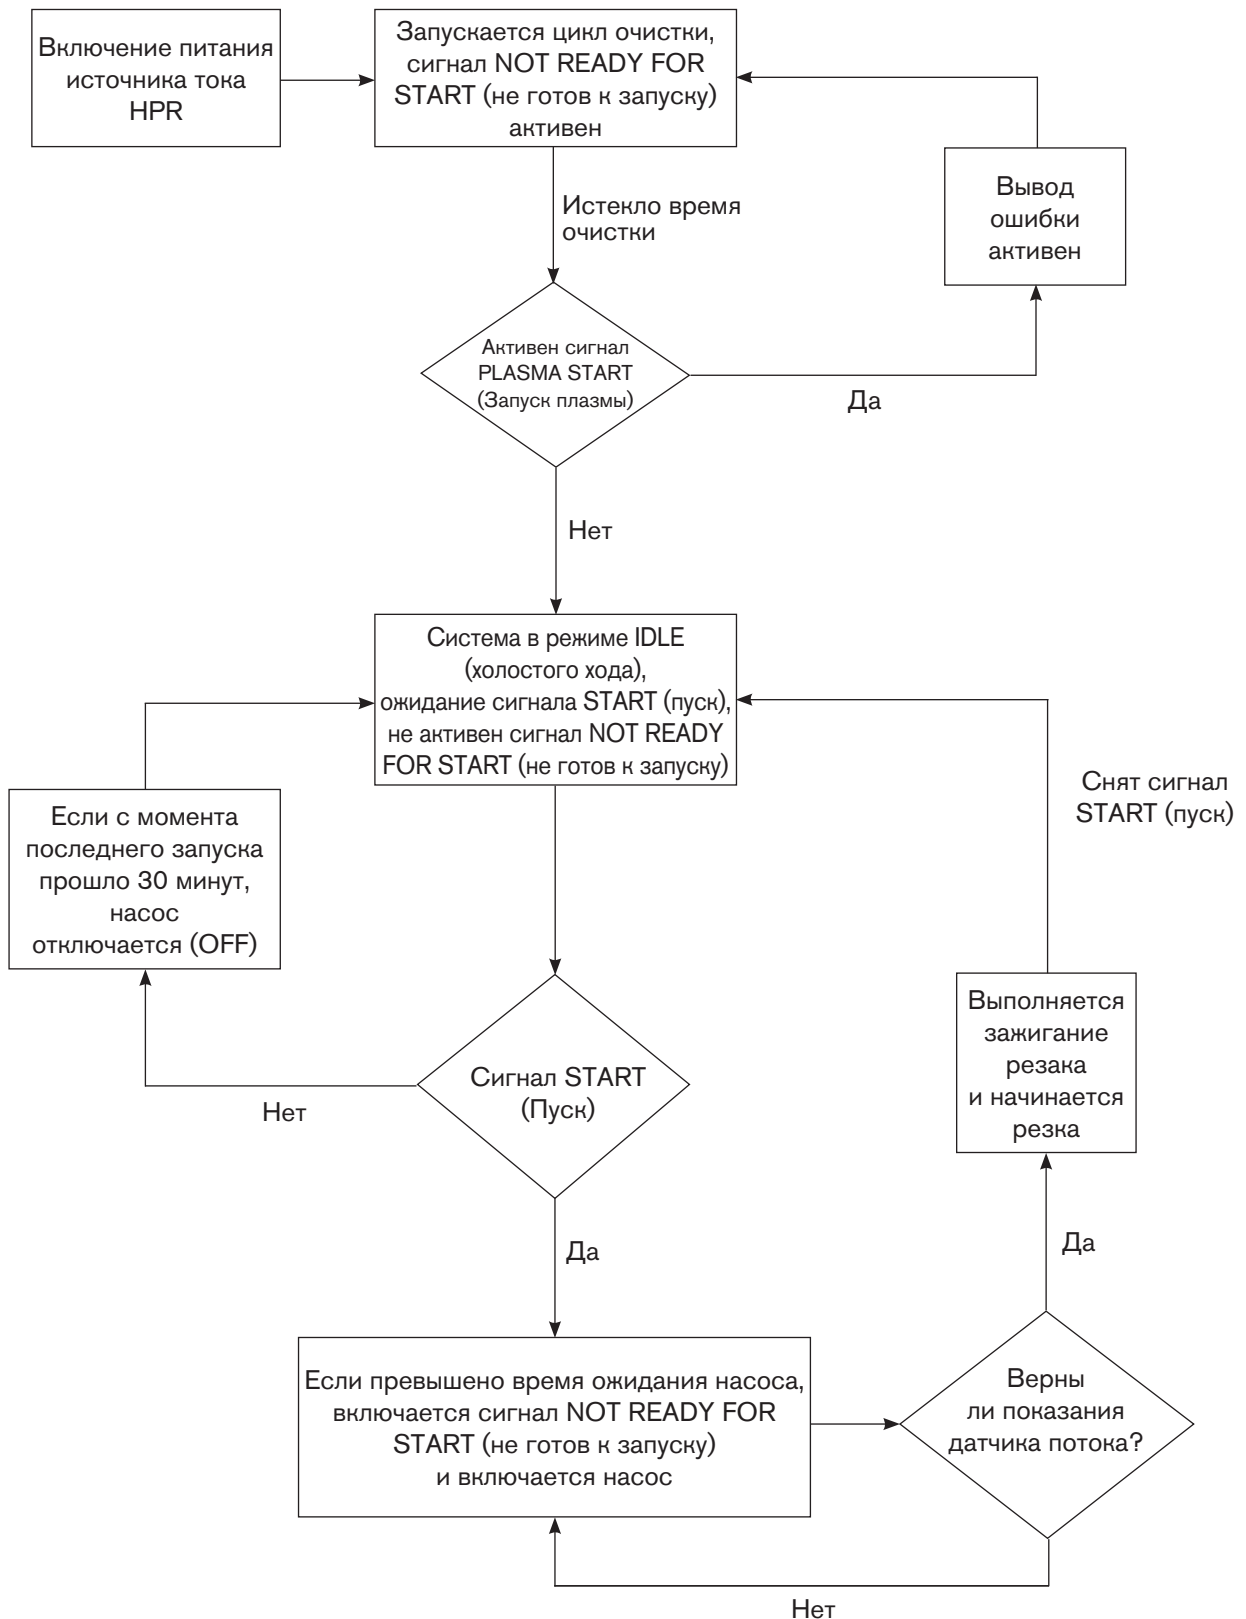 Включение питания
источника тока
HPR
Запускается цикл очистки,
сигнал NOT READY FOR
START (не готов к запуску)
активен
Вывод
ошибки
активен
Истекло время
очистки
Активен сигнал
PLASMA START
(Запуск плазмы)
Да
Нет
Система в режиме IDLE
(холостого хода),
ожидание сигнала START (пуск),
не активен сигнал NOT READY
FOR START (не готов к запуску)
Снят сигнал
START (пуск)
Если с момента
последнего запуска
прошло 30 минут,
насос
отключается (OFF)
Выполняется
зажигание
резака
и начинается
резка
Сигнал START
(Пуск)
Нет
Да
Да
Если превышено время ожидания насоса,
включается сигнал NOT READY FOR
START (не готов к запуску)
и включается насос
Верны
ли показания
датчика потока?
Нет